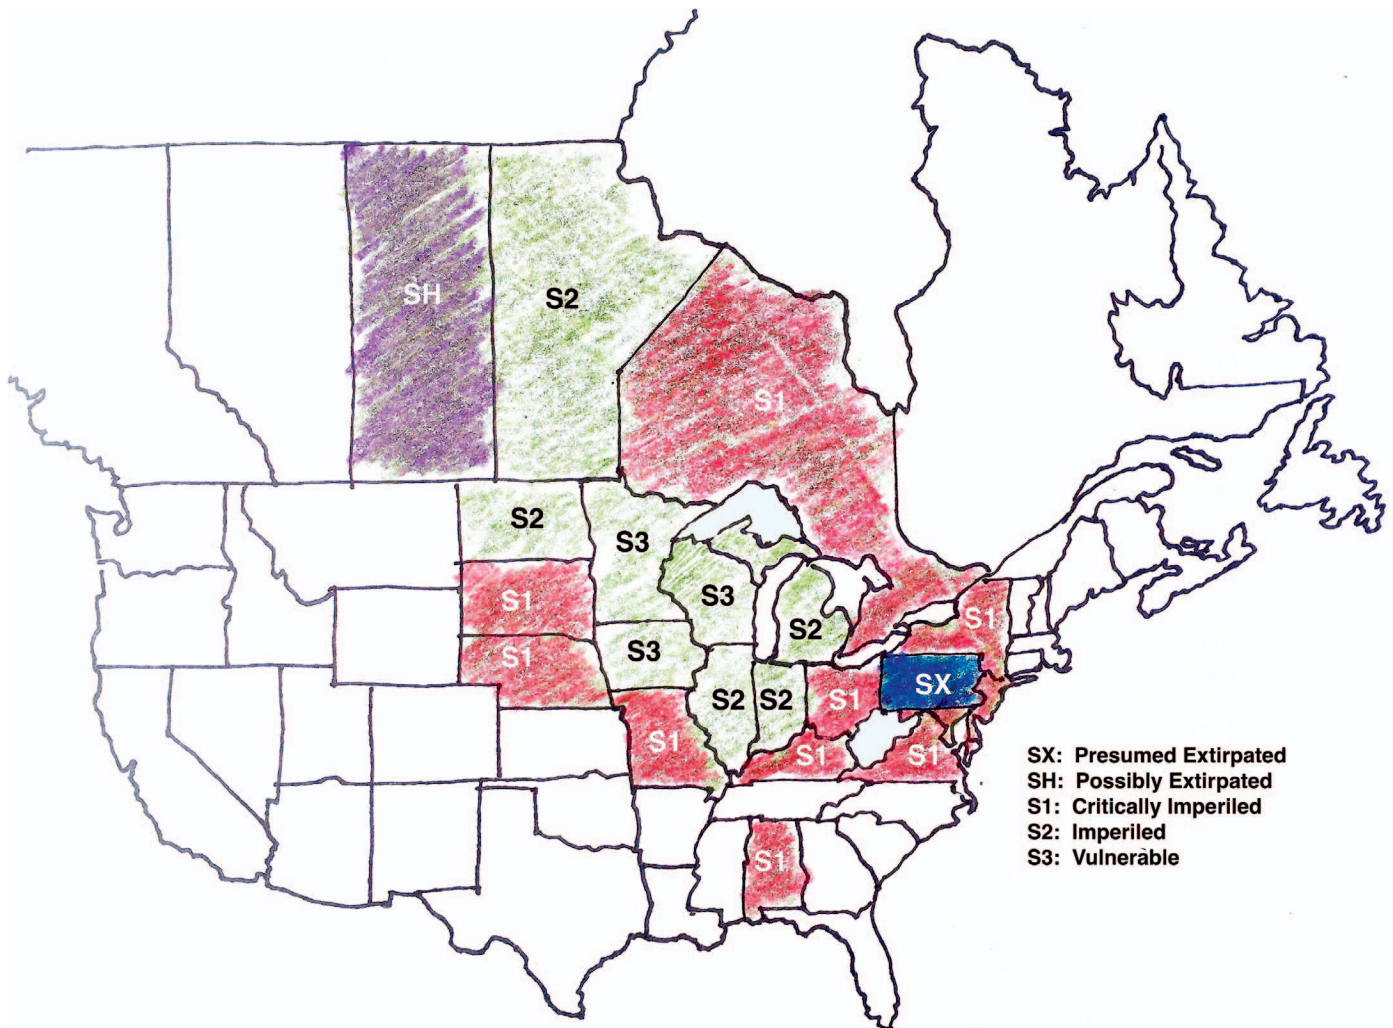 SH
S2
S1
S2
S3
S1
S3
S2
S1
S1
S3
S2
S2
S1
SX
S1
S1
S1
S1
SX: Presumed Extirpated
SH: Possibly Extirpated
S1: Critically Imperiled
S2: Imperiled
S3: Vulnerable